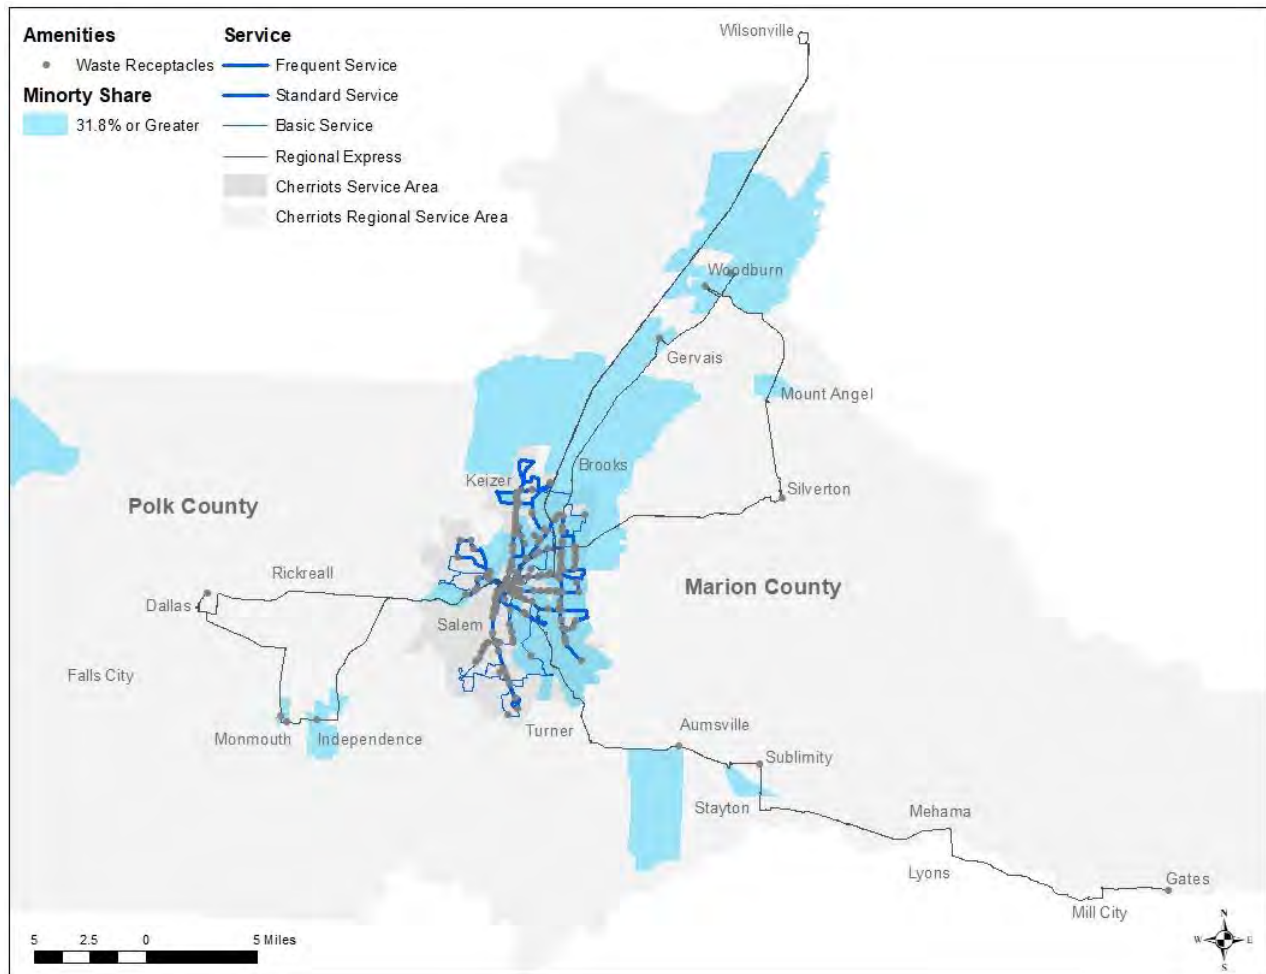 Amenities
Waste Receptacles
Minorty Share
31.8% or Greater
Service
Frequent Service
Standard Service
Basic Service
Regional Express
Cherriots Service Area
Cherriots Regional Service Area
Wilsonville
Woodburn
Gervais
Mount Angel
Brooks
Keizer
Silverton
Polk County
Rickreall
Marion County
Dallas
Salem
Falls City
Monmouth
Independence
Turner
Aumsville
Sublimity
Stayton
Mehama
Lyons
Gates
Mill City
5 2.5 0 5 Miles
N
W E
S